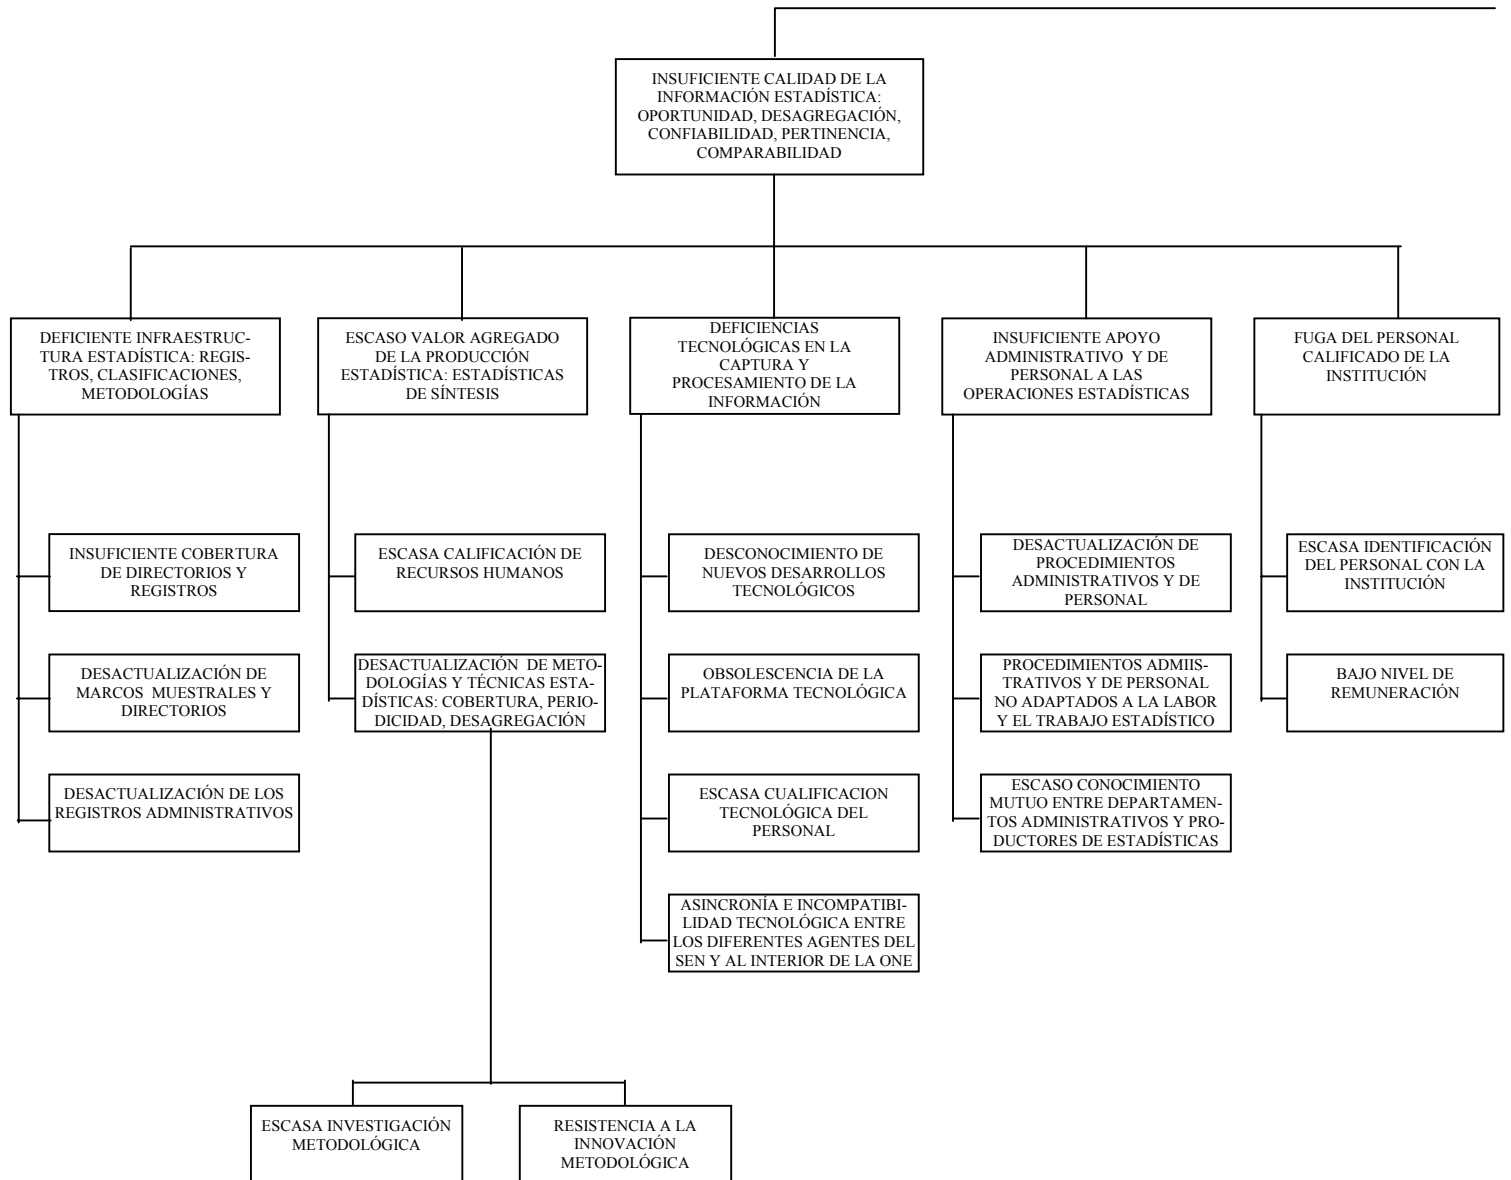 INSUFICIENTE CALIDAD DE LA
INFORMACIÓN ESTADÍSTICA:
OPORTUNIDAD, DESAGREGACIÓN,
CONFIABILIDAD, PERTINENCIA,
COMPARABILIDAD
DEFICIENTE INFRAESTRUC-
TURA ESTADÍSTICA: REGIS-
TROS, CLASIFICACIONES,
METODOLOGÍAS
ESCASO VALOR AGREGADO
DE LA PRODUCCIÓN
ESTADÍSTICA: ESTADÍSTICAS
DE SÍNTESIS
DEFICIENCIAS
TECNOLÓGICAS EN LA
CAPTURA Y
PROCESAMIENTO DE LA
INFORMACIÓN
INSUFICIENTE APOYO
ADMINISTRATIVO Y DE
PERSONAL A LAS
OPERACIONES ESTADÍSTICAS
FUGA DEL PERSONAL
CALIFICADO DE LA
INSTITUCIÓN
INSUFICIENTE COBERTURA
DE DIRECTORIOS Y
REGISTROS
ESCASA CALIFICACIÓN DE
RECURSOS HUMANOS
DESCONOCIMIENTO DE
NUEVOS DESARROLLOS
TECNOLÓGICOS
DESACTUALIZACIÓN DE
PROCEDIMIENTOS
ADMINISTRATIVOS Y DE
PERSONAL
ESCASA IDENTIFICACIÓN
DEL PERSONAL CON LA
INSTITUCIÓN
DESACTUALIZACIÓN DE
MARCOS MUESTRALES Y
DIRECTORIOS
DESACTUALIZACIÓN DE METO-
DOLOGÍAS Y TÉCNICAS ESTA-
DÍSTICAS: COBERTURA, PERIO-
DICIDAD, DESAGREGACIÓN
OBSOLESCENCIA DE LA
PLATAFORMA TECNOLÓGICA
PROCEDIMIENTOS ADMIIS-
TRATIVOS Y DE PERSONAL
NO ADAPTADOS A LA LABOR
Y EL TRABAJO ESTADÍSTICO
BAJO NIVEL DE
REMUNERACIÓN
DESACTUALIZACIÓN DE LOS
REGISTROS ADMINISTRATIVOS
ESCASA CUALIFICACION
TECNOLÓGICA DEL
PERSONAL
ESCASO CONOCIMIENTO
MUTUO ENTRE DEPARTAMEN-
TOS ADMINISTRATIVOS Y PRO-
DUCTORES DE ESTADÍSTICAS
ASINCRONÍA E INCOMPATIBI-
LIDAD TECNOLÓGICA ENTRE
LOS DIFERENTES AGENTES DEL
SEN Y AL INTERIOR DE LA ONE
ESCASA INVESTIGACIÓN
METODOLÓGICA
RESISTENCIA A LA
INNOVACIÓN
METODOLÓGICA